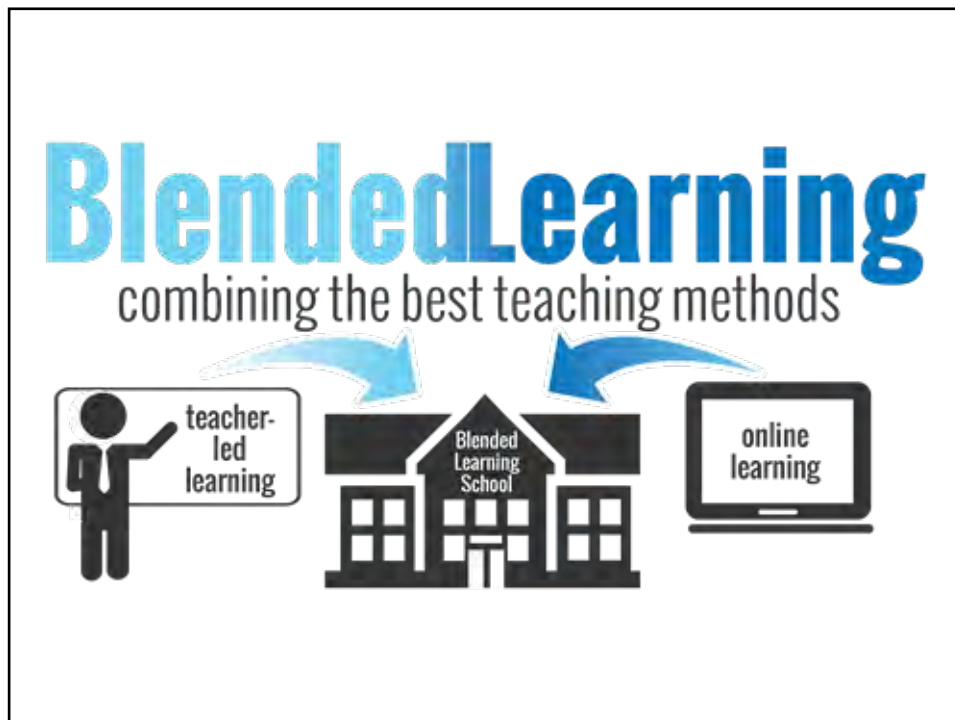 BlendedLearning
combining the best teaching methods
teacher-
led
learning
Blended
Learning
School
online
learning